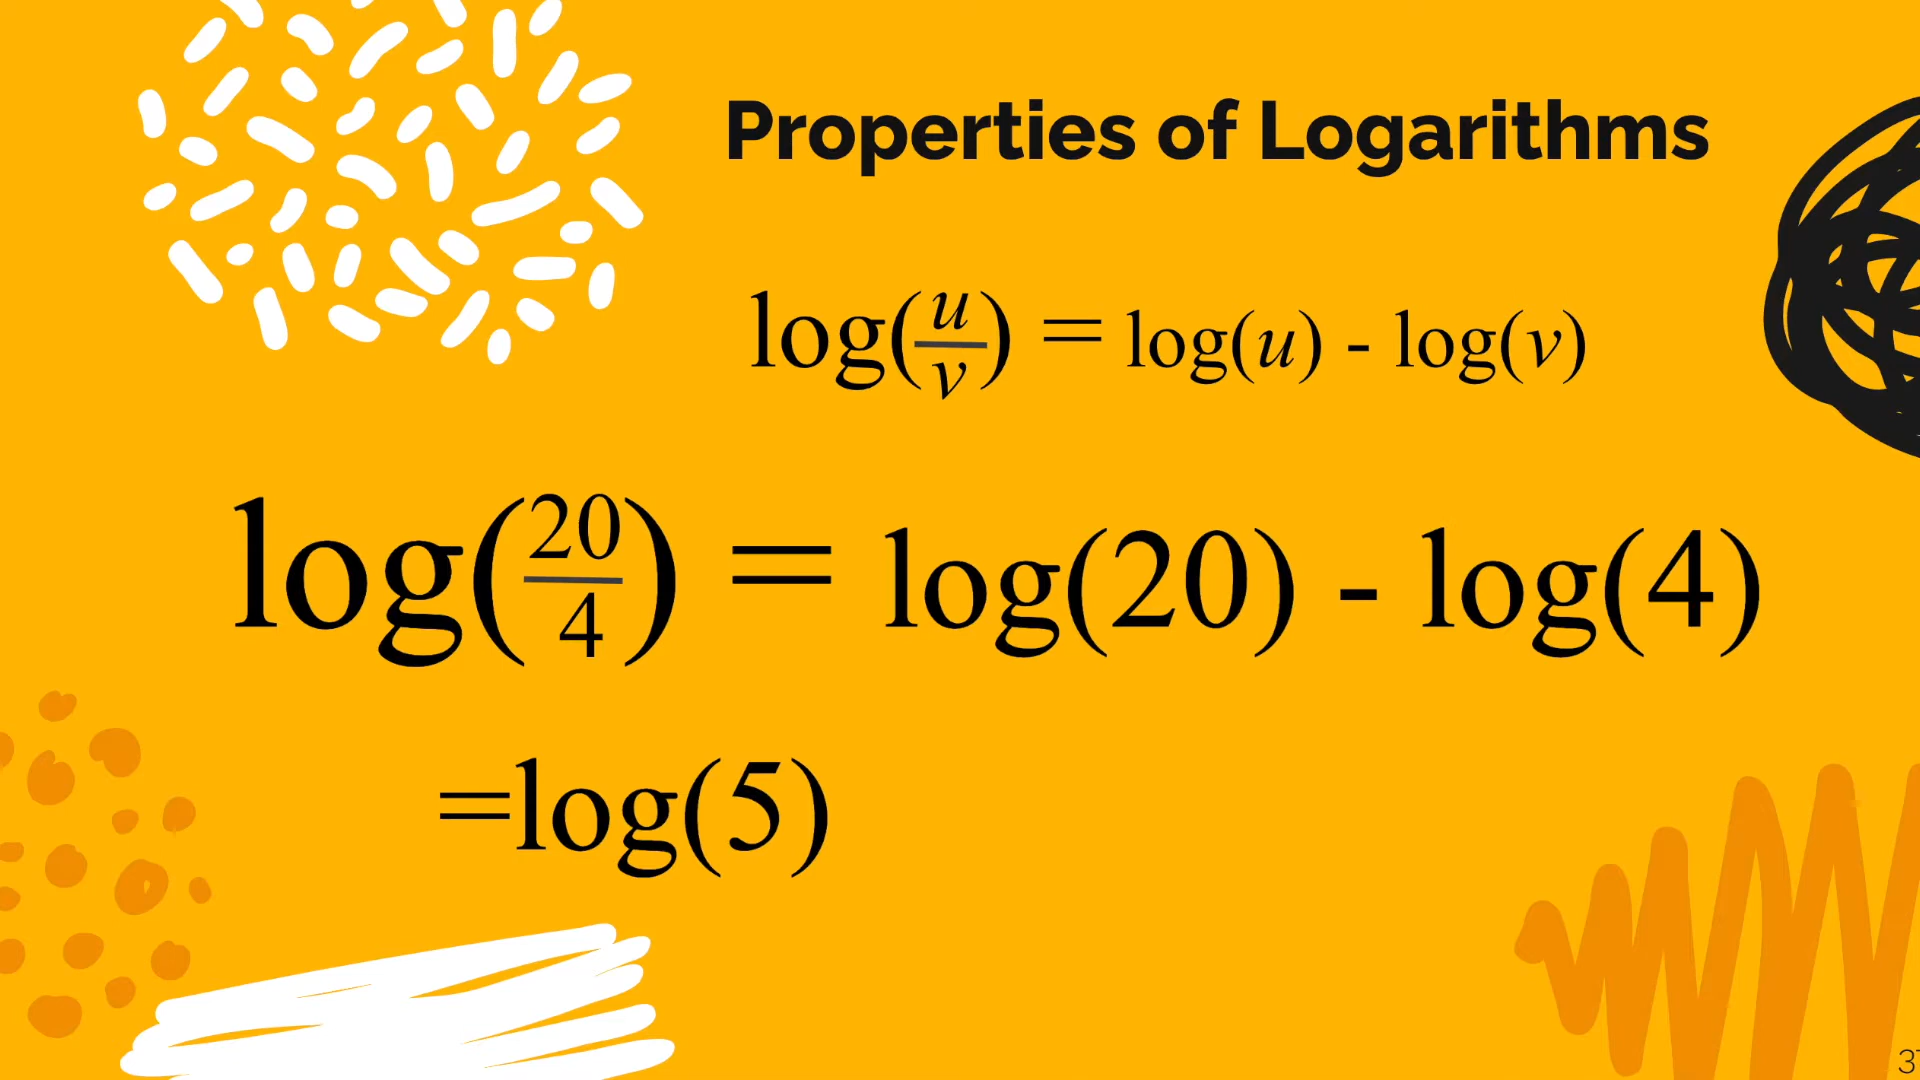 Properties of Logarithms
log(u/v) = log(u) - log(v)
log(20/4) = log(20) - log(4)
=log(5)